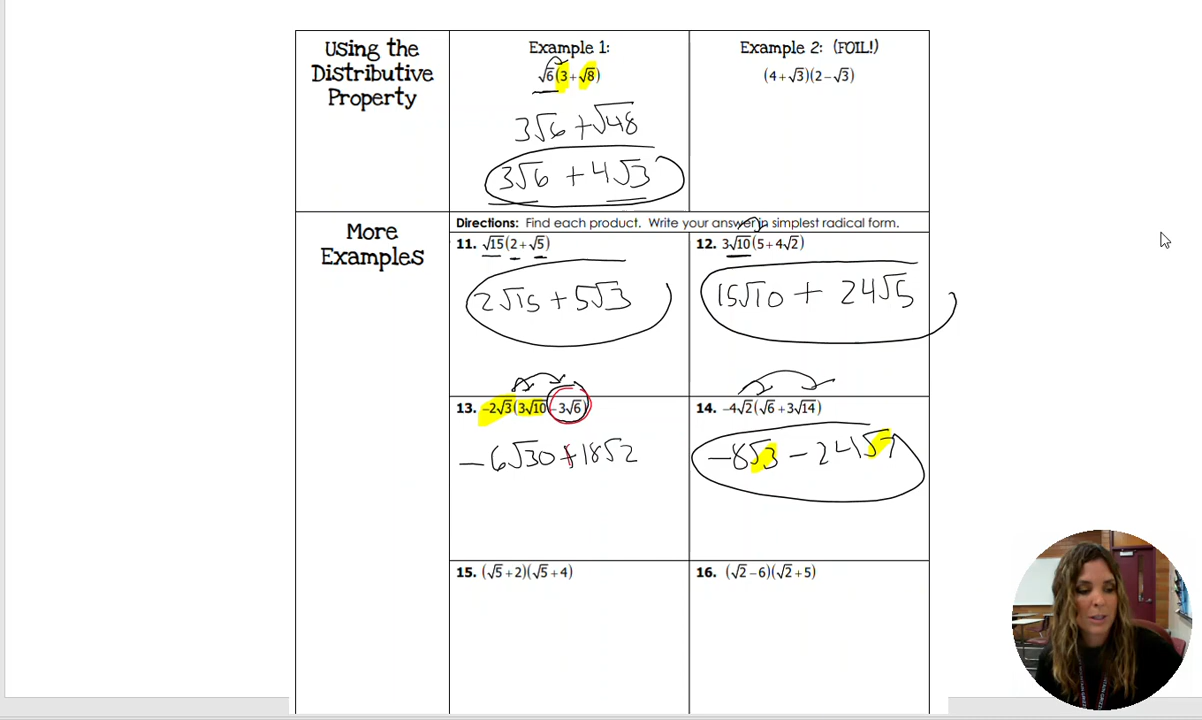 Using the
Distributive
Property
Example 1:
√6(3+√8)
3√6 + √48
3√6 + 4√3
Example 2: (FOIL!)
(4+√3)(2−√3)
More
Examples
Directions: Find each product. Write your answer in simplest radical form.
11. √15(2+√5)
2√15 + 5√3
12. 3√10(5+4√2)
15√10 + 24√5
13. −2√3(3√10−3√6)
−6√30 + 18√2
14. −4√2(√6+3√14)
−8√3 − 24√7
15. (√5+2)(√5+4)
16. (√2−6)(√2+5)